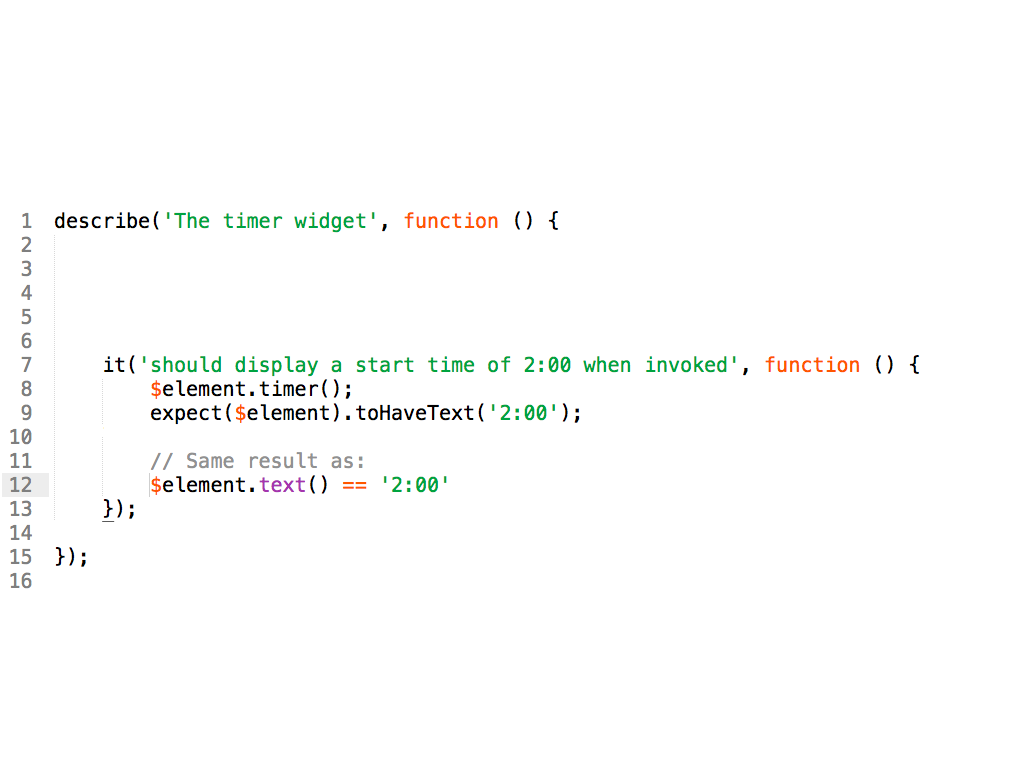 1 describe('The timer widget', function () {
2
3
4
5
6
7     it('should display a start time of 2:00 when invoked', function () {
8         $element.timer();
9         expect($element).toHaveText('2:00');
10
11         // Same result as:
12         $element.text() == '2:00'
13     });
14
15 });
16